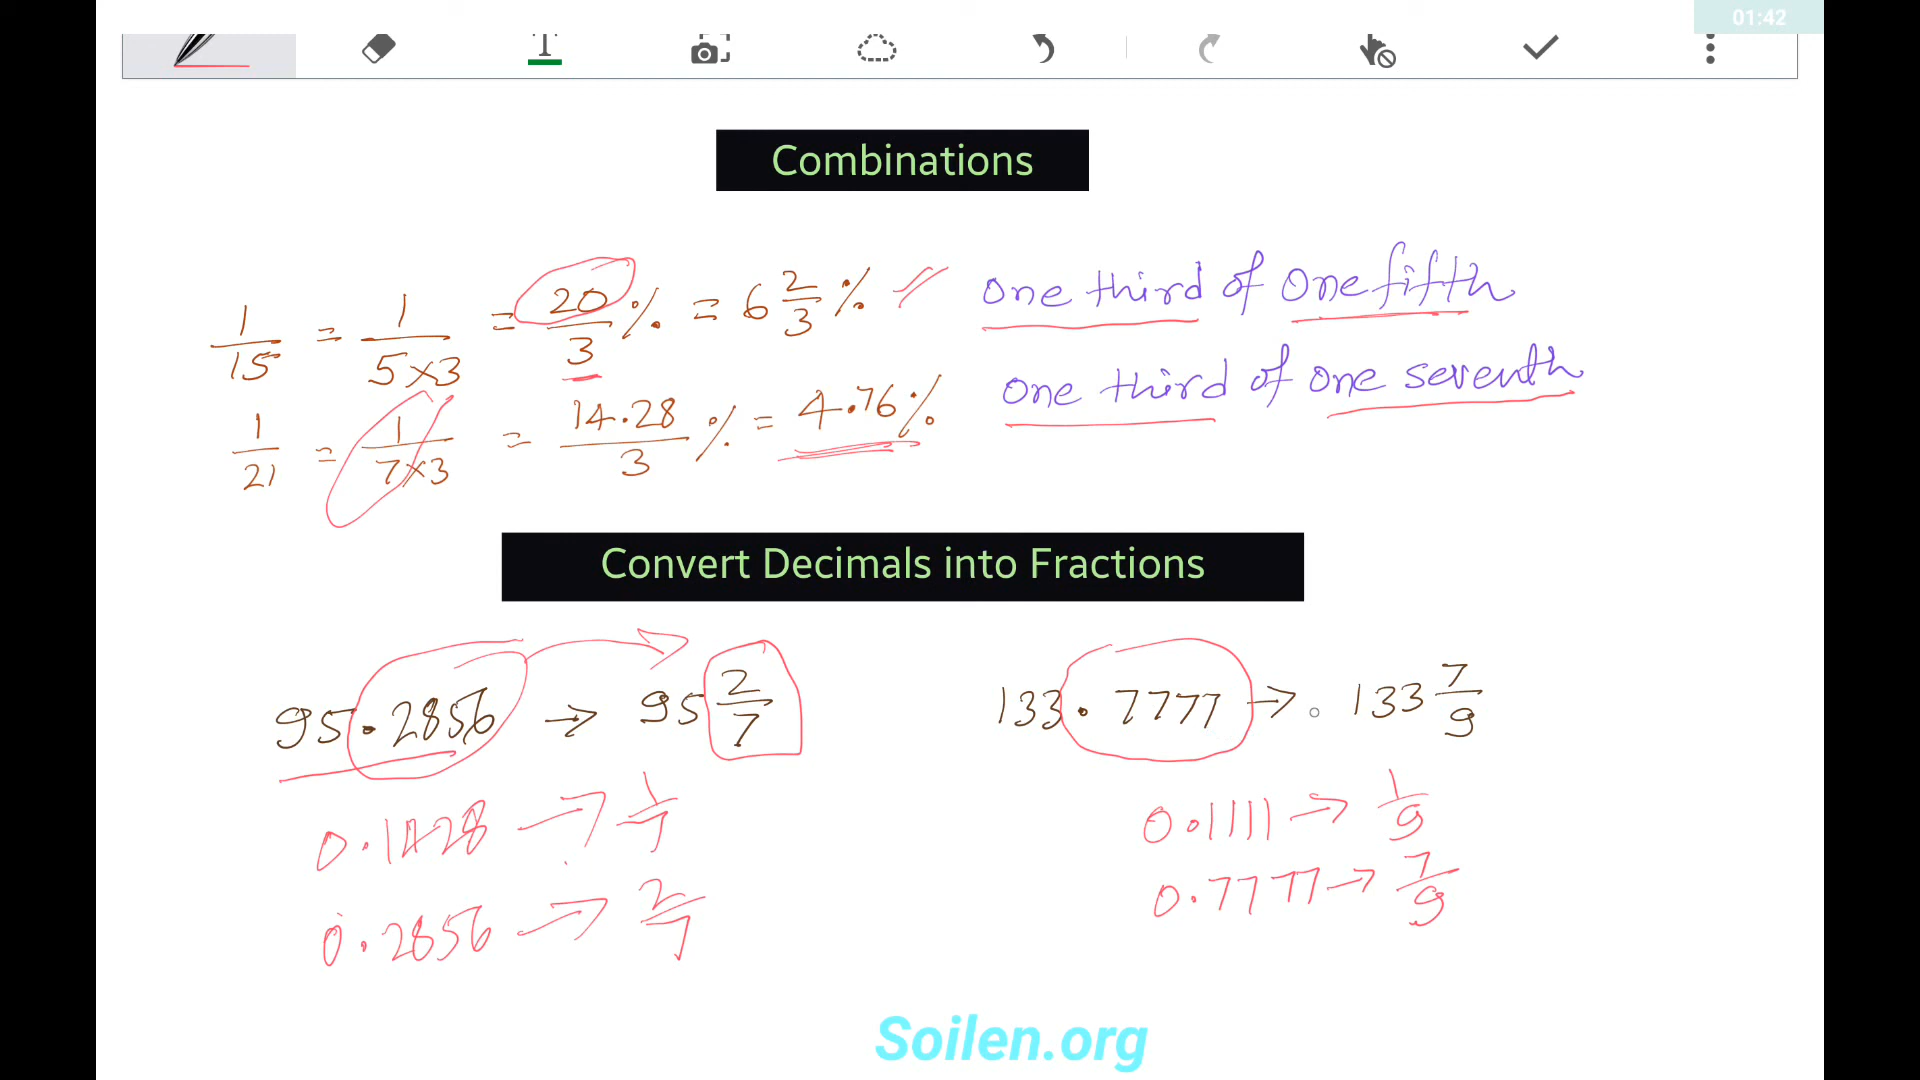 01:42
T
Combinations
1/15 = 1/5×3 = 20/3 % = 6 2/3 % one third of one fifth
1/21 = 1/7×3 = 14.28/3 % = 4.76% one third of one seventh
Convert Decimals into Fractions
95.2856 → 95 2/7 133.7777 → 133 7/9
0.1428 → 1/7 0.1111 → 1/9
0.2856 → 2/7 0.7777 → 7/9
Soilen.org